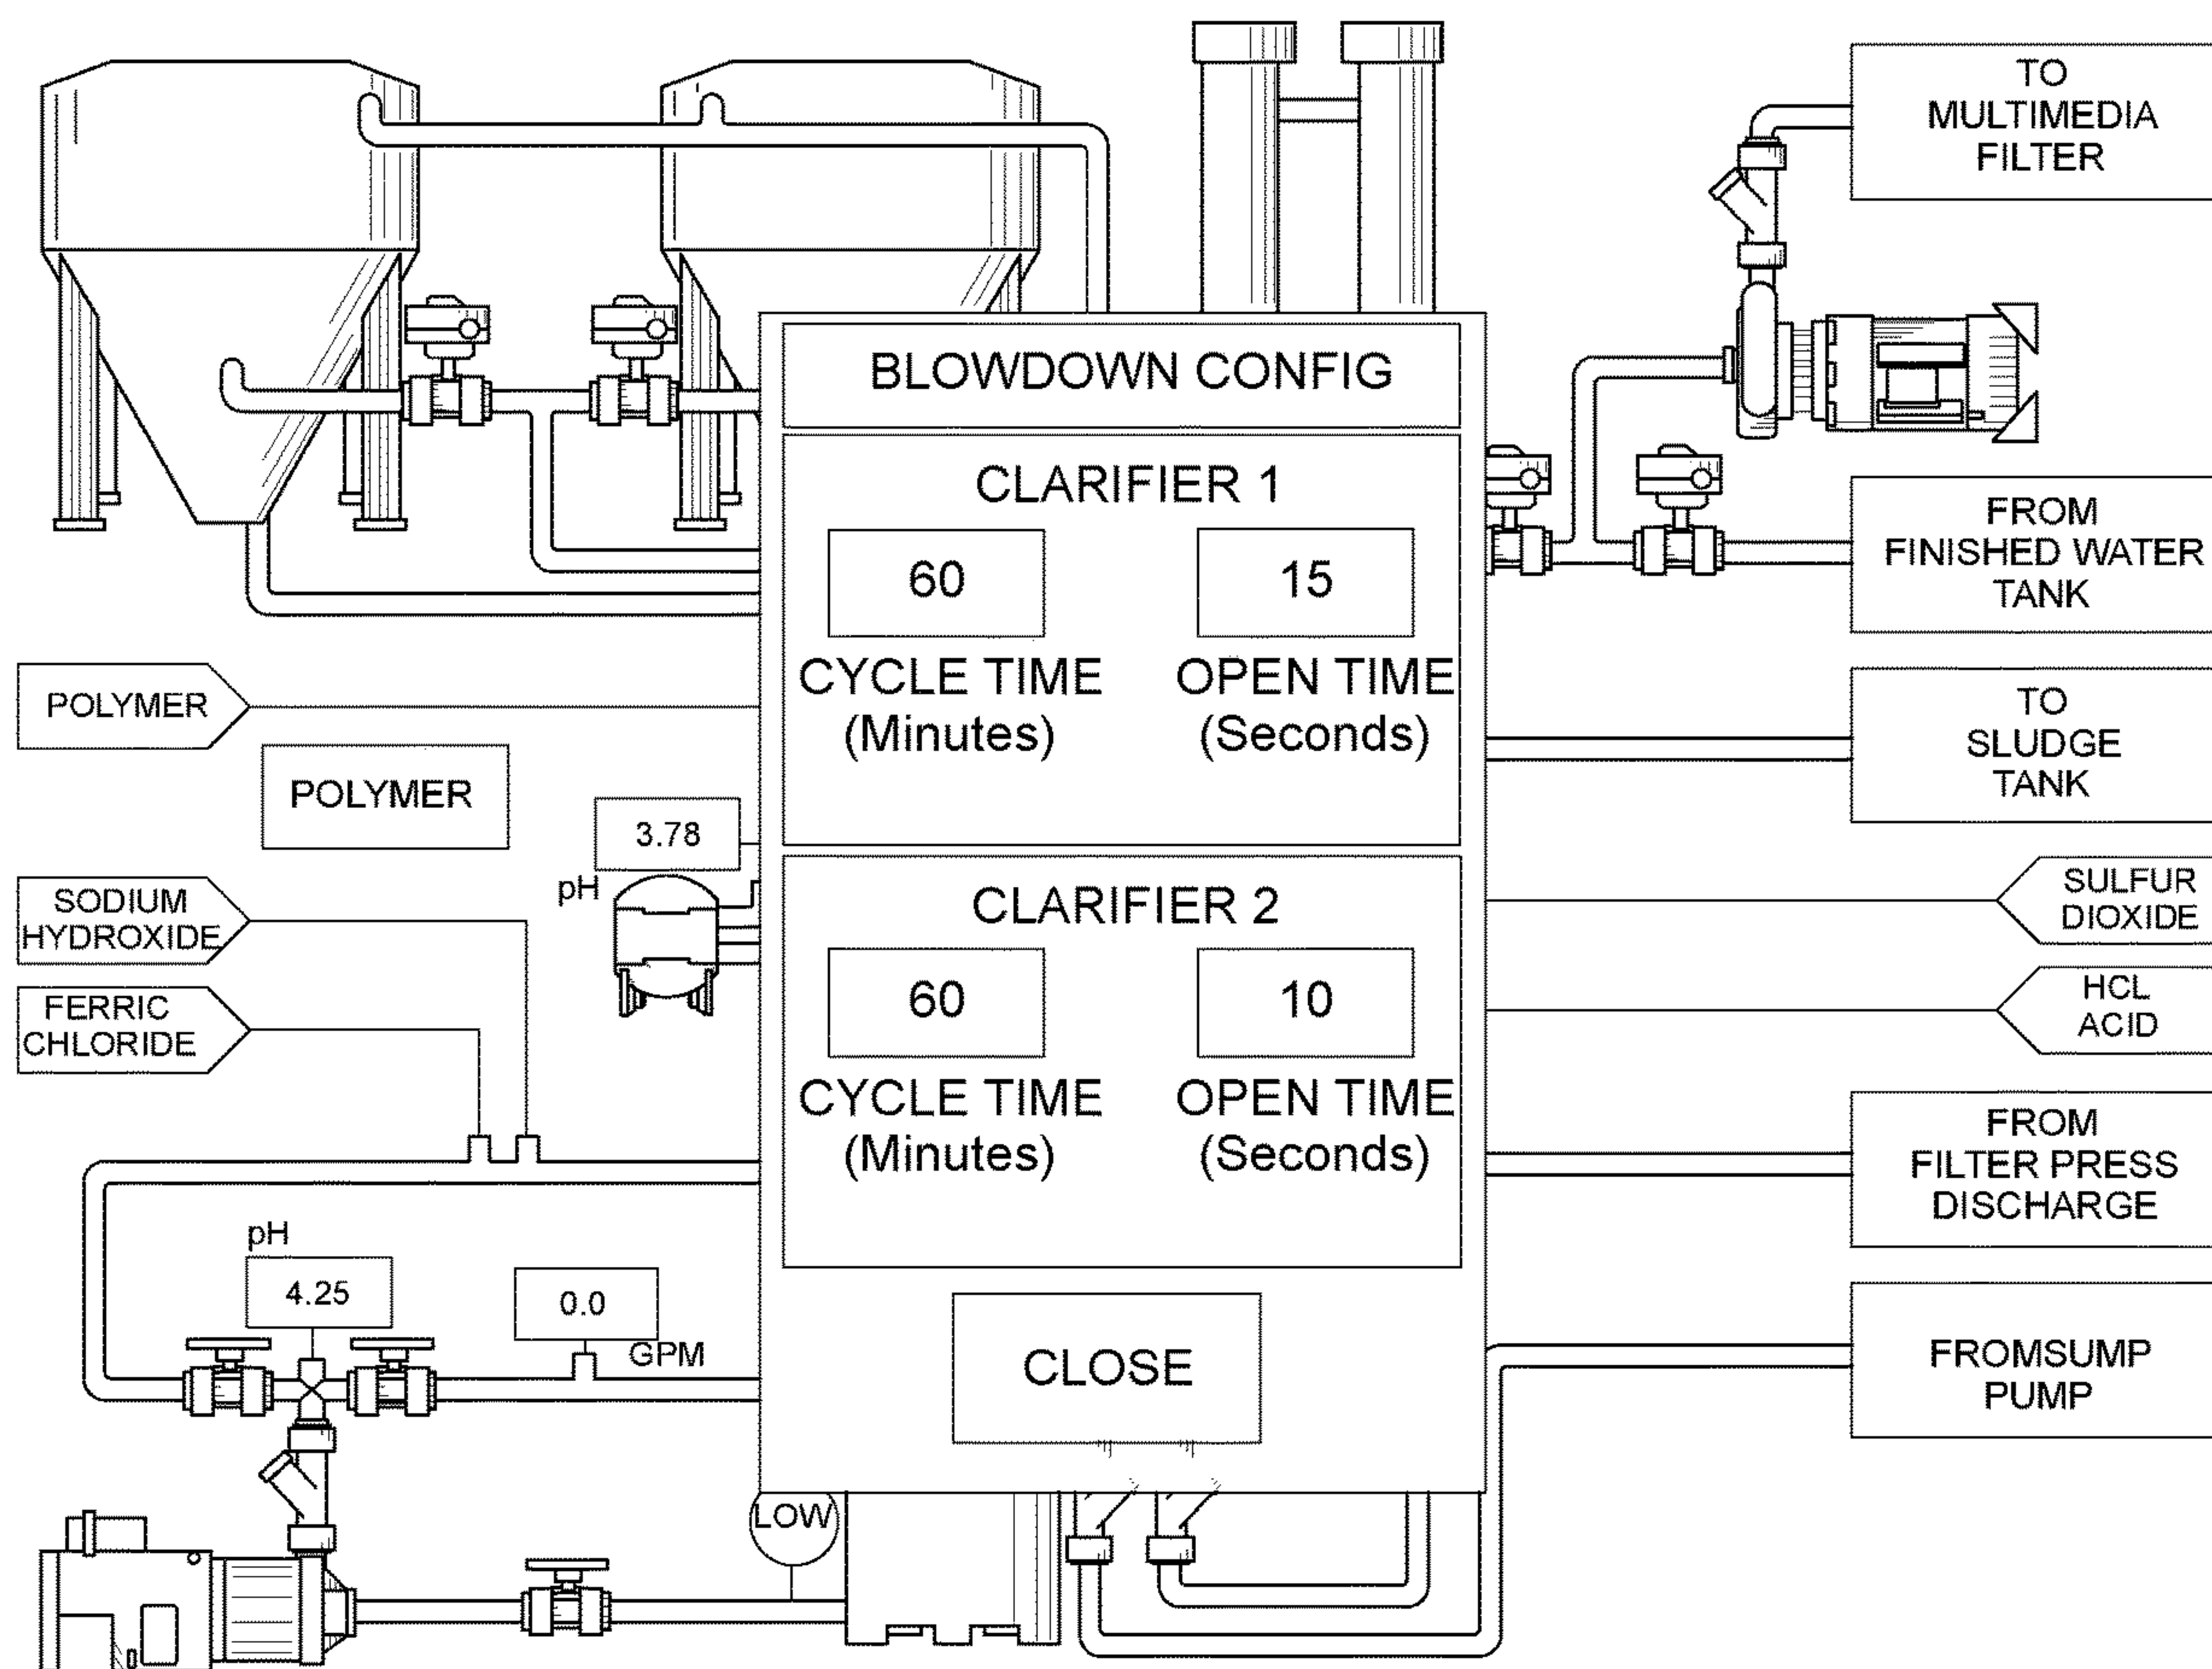 TO
MULTIMEDIA
FILTER
BLOWDOWN CONFIG
CLARIFIER 1
60
15
CYCLE TIME
(Minutes)
OPEN TIME
(Seconds)
CLARIFIER 2
60
10
CYCLE TIME
(Minutes)
OPEN TIME
(Seconds)
CLOSE
FROM
FINISHED WATER
TANK
TO
SLUDGE
TANK
SULFUR
DIOXIDE
HCL
ACID
FROM
FILTER PRESS
DISCHARGE
FROMSUMP
PUMP
POLYMER
POLYMER
3.78
pH
SODIUM
HYDROXIDE
FERRIC
CHLORIDE
pH
4.25
0.0
GPM
LOW